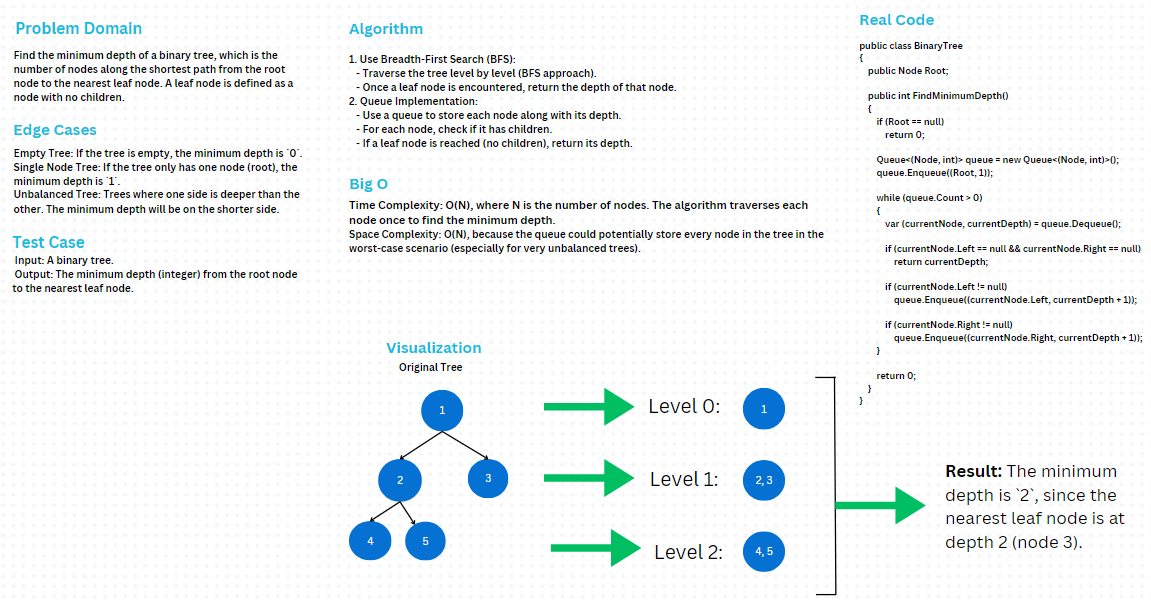 Problem Domain
Find the minimum depth of a binary tree, which is the
number of nodes along the shortest path from the root
node to the nearest leaf node. A leaf node is defined as a
node with no children.
Edge Cases
Empty Tree: If the tree is empty, the minimum depth is `0`.
Single Node Tree: If the tree only has one node (root), the
minimum depth is `1`.
Unbalanced Tree: Trees where one side is deeper than the
other. The minimum depth will be on the shorter side.
Test Case
Input: A binary tree.
Output: The minimum depth (integer) from the root node
to the nearest leaf node.
Algorithm
1. Use Breadth-First Search (BFS):
- Traverse the tree level by level (BFS approach).
- Once a leaf node is encountered, return the depth of that node.
2. Queue Implementation:
- Use a queue to store each node along with its depth.
- For each node, check if it has children.
- If a leaf node is reached (no children), return its depth.
Big O
Time Complexity: O(N), where N is the number of nodes. The algorithm traverses each
node once to find the minimum depth.
Space Complexity: O(N), because the queue could potentially store every node in the tree in the
worst-case scenario (especially for very unbalanced trees).
Real Code
public class BinaryTree
{
public Node Root;
public int FindMinimumDepth()
{
if (Root == null)
return 0;
Queue<(Node, int)> queue = new Queue<(Node, int)>();
queue.Enqueue((Root, 1));
while (queue.Count > 0)
{
var (currentNode, currentDepth) = queue.Dequeue();
if (currentNode.Left == null && currentNode.Right == null)
return currentDepth;
if (currentNode.Left != null)
queue.Enqueue((currentNode.Left, currentDepth + 1));
if (currentNode.Right != null)
queue.Enqueue((currentNode.Right, currentDepth + 1));
}
return 0;
}
}
Visualization
Original Tree
1
2
3
4
5
Level 0:
1
Level 1:
2, 3
Level 2:
4, 5
Result: The minimum
depth is `2`, since the
nearest leaf node is at
depth 2 (node 3).